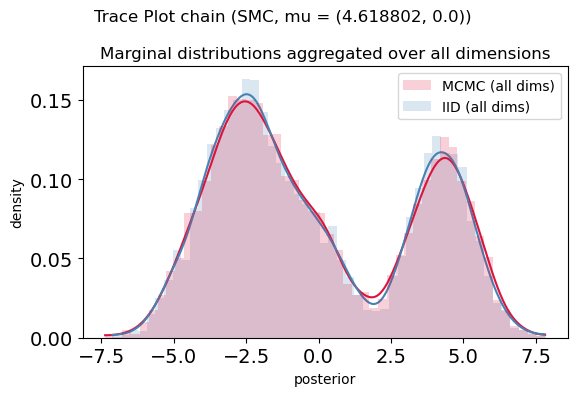 Trace Plot chain (SMC, mu = (4.618802, 0.0))
Marginal distributions aggregated over all dimensions
MCMC (all dims)
IID (all dims)
density
0.15
0.10
0.05
0.00
−7.5 −5.0 −2.5 0.0 2.5 5.0 7.5
posterior